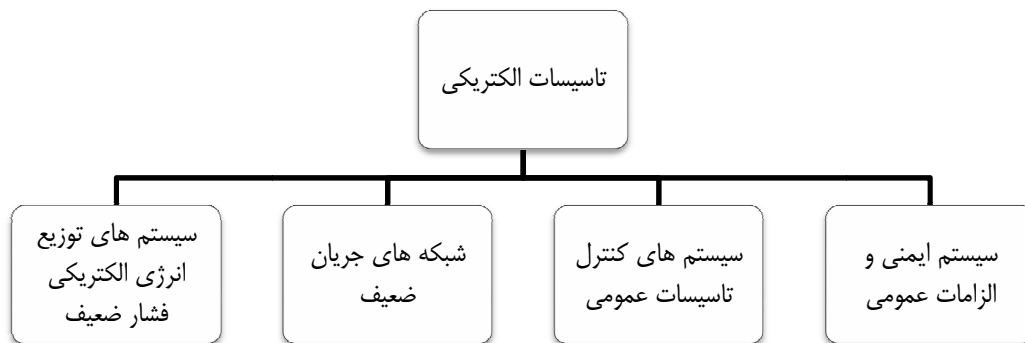 تاسیسات الکتریکی
سیستم ایمنی و
الزامات عمومی
سیستم های کنترل
تاسیسات عمومی
شبکه های جریان
ضعیف
سیستم های توزیع
انرژی الکتریکی
فشار ضعیف